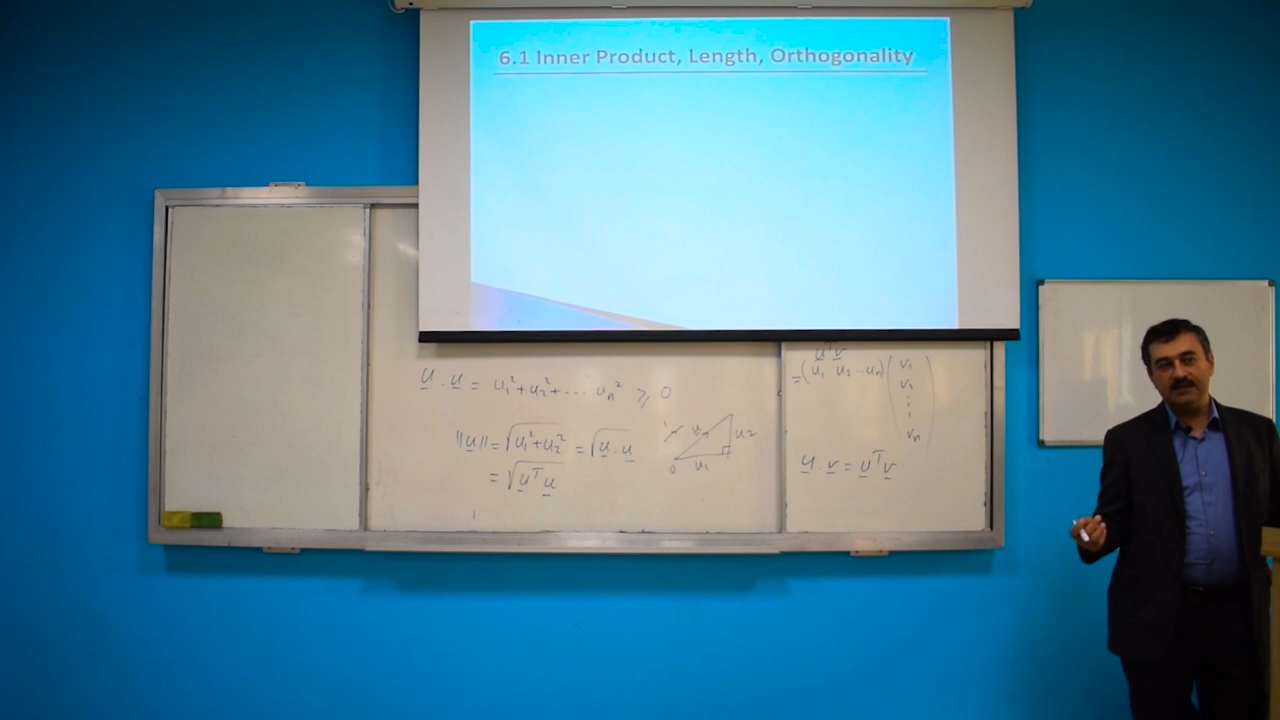 6.1 Inner Product, Length, Orthogonality
u . u = u₁² + u₂² + ··· uₙ² ⩾ 0
||u|| = √u₁² + u₂² = √u . u
= √uᵀ u
u₂
0 u₁
uᵀv
= (u₁ u₂ ··· uₙ) (v₁
v₂
⋮
vₙ)
u . v = uᵀv